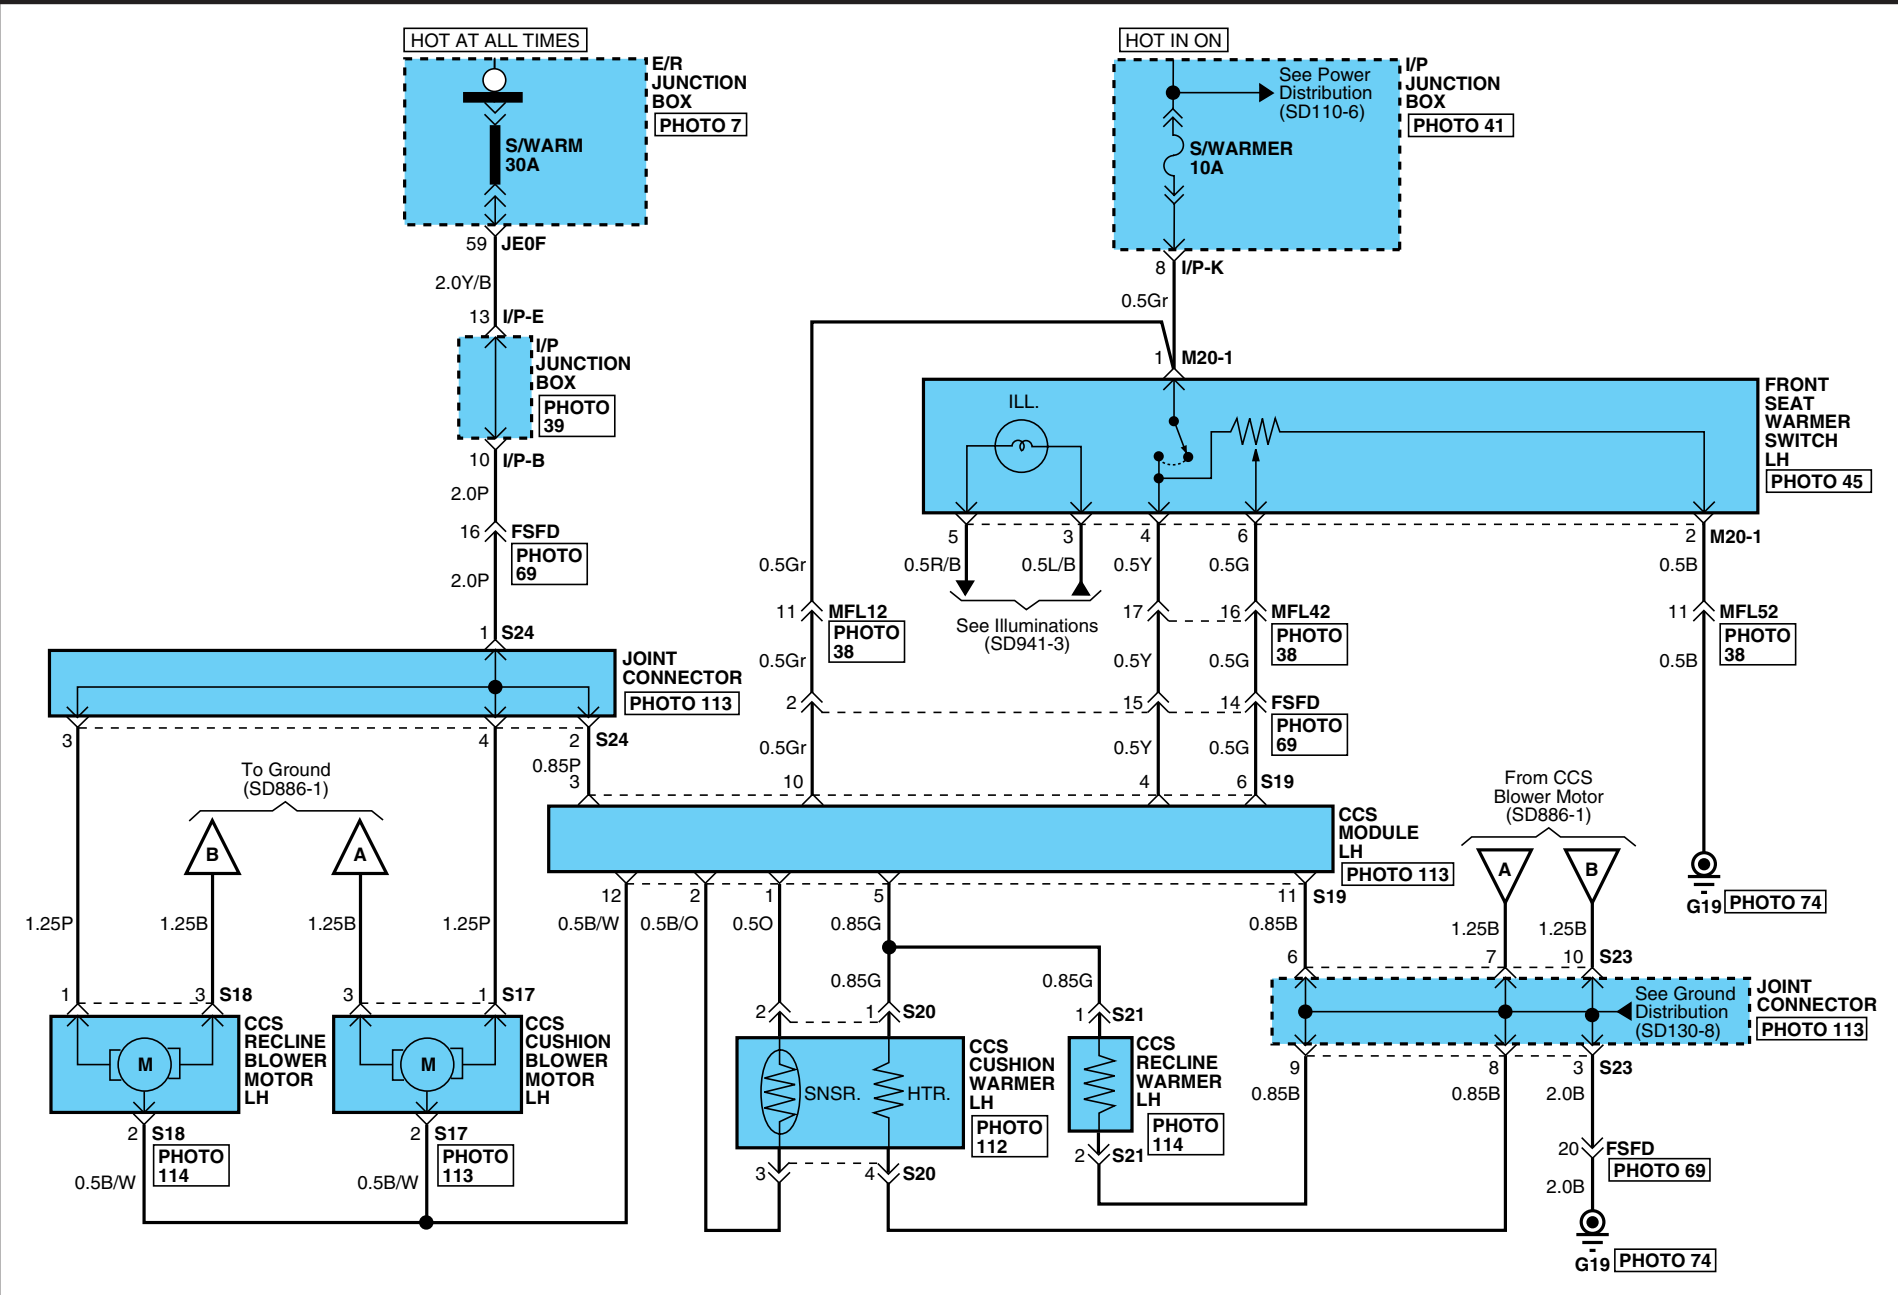 HOT AT ALL TIMES
E/R
JUNCTION
BOX
PHOTO 7
S/WARM
30A
59 JE0F
2.0Y/B
13 I/P-E
I/P
JUNCTION
BOX
PHOTO
39
10 I/P-B
2.0P
16 FSFD
PHOTO
69
2.0P
1 S24
JOINT
CONNECTOR
PHOTO 113
3 4 2 S24
0.85P
3
HOT IN ON
I/P
JUNCTION
BOX
PHOTO 41
See Power
Distribution
(SD110-6)
S/WARMER
10A
8 I/P-K
0.5Gr
1 M20-1
FRONT
SEAT
WARMER
SWITCH
LH
PHOTO 45
ILL.
5 3 4 6 2 M20-1
0.5Gr 0.5R/B 0.5L/B 0.5Y 0.5G 0.5B
See Illuminations
(SD941-3)
11 MFL12
PHOTO
38
17 16 MFL42
PHOTO
38
11 MFL52
PHOTO
38
0.5Gr 0.5Y 0.5G 0.5B
2 15 14 FSFD
PHOTO
69
0.5Gr 0.5Y 0.5G
10 4 6 S19
CCS
MODULE
LH
PHOTO 113
12 2 1 5 11 S19
0.5B/W 0.5B/O 0.5O 0.85G 0.85B
G19 PHOTO 74
To Ground
(SD886-1)
B A
1.25P 1.25B 1.25B 1.25P
1 3 S18
3 1 S17
CCS
RECLINE
BLOWER
MOTOR
LH
M
CCS
CUSHION
BLOWER
MOTOR
LH
M
2 S18
PHOTO
114
0.5B/W
2 S17
PHOTO
113
0.5B/W
0.85G 0.85G
2 1 S20
1 S21
CCS
CUSHION
WARMER
LH
PHOTO
112
SNSR. HTR.
CCS
RECLINE
WARMER
LH
PHOTO
114
3 4 S20
2 S21
From CCS
Blower Motor
(SD886-1)
A B
1.25B 1.25B
6 7 10 S23
See Ground
Distribution
(SD130-8)
JOINT
CONNECTOR
PHOTO 113
9 8 3 S23
0.85B 0.85B 2.0B
20 FSFD
PHOTO 69
2.0B
G19 PHOTO 74